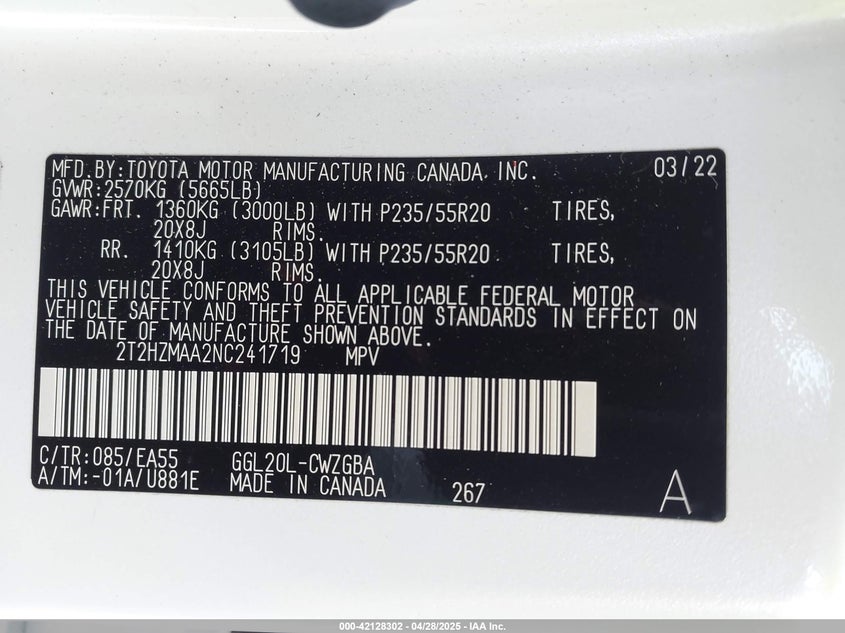 MFD.BY:TOYOTA MOTOR MANUFACTURING CANADA INC. 03/22
GVWR:2570KG (5665LB)
GAWR:FRT. 1360KG (3000LB) WITH P235/55R20 TIRES,
20X8J RIMS.
RR. 1410KG (3105LB) WITH P235/55R20 TIRES,
20X8J RIMS.
THIS VEHICLE CONFORMS TO ALL APPLICABLE FEDERAL MOTOR
VEHICLE SAFETY AND THEFT PREVENTION STANDARDS IN EFFECT ON
THE DATE OF MANUFACTURE SHOWN ABOVE.
2T2HZMAA2NC241719 MPV
C/TR:085/EA55 GGL20L-CWZGBA
A/TM:-01A/U881E MADE IN CANADA 267 A
000-42128302 - 04/28/2025 - IAA Inc.